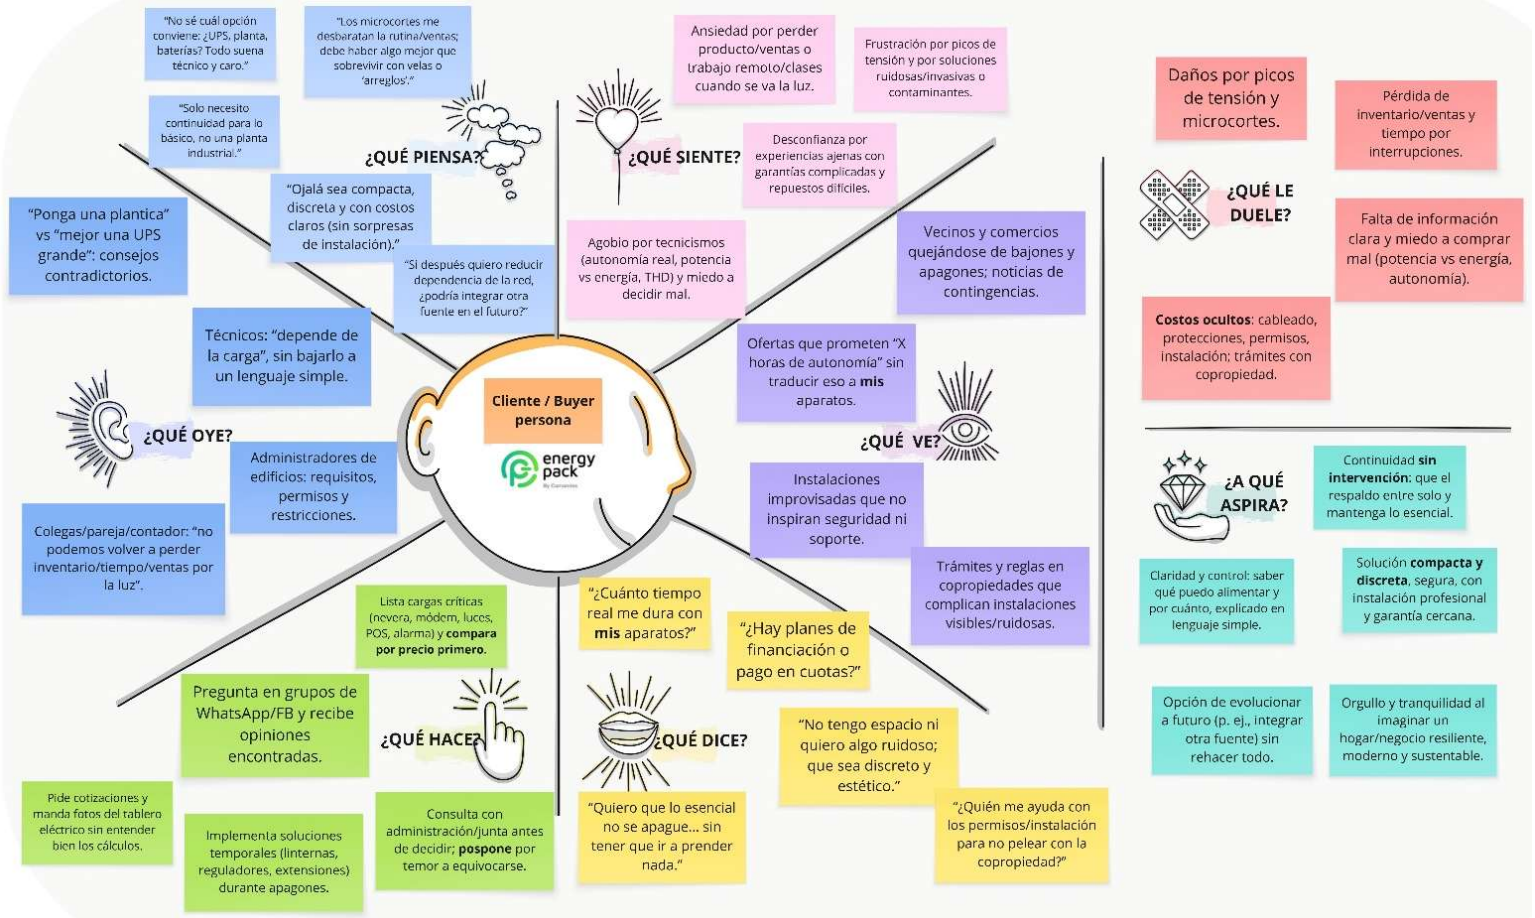 “No sé cuál opción
conviene: ¿UPS, planta,
baterías? Todo suena
técnico y caro.”
“Los microcortes me
desbaratan la rutina/ventas;
debe haber algo mejor que
sobrevivir con velas o
‘arreglos’.”
“Solo necesito
continuidad para lo
básico, no una planta
industrial.”
¿QUÉ PIENSA?
“Ojalá sea compacta,
discreta y con costos
claros (sin sorpresas
de instalación).”
“Si después quiero reducir
dependencia de la red,
¿podría integrar otra
fuente en el futuro?”
Ansiedad por perder
producto/ventas o
trabajo remoto/clases
cuando se va la luz.
Frustración por picos de
tensión y por soluciones
ruidosas/invasivas o
contaminantes.
¿QUÉ SIENTE?
Desconfianza por
experiencias ajenas con
garantías complicadas y
repuestos difíciles.
Agobio por tecnicismos
(autonomía real, potencia
vs energía, THD) y miedo a
decidir mal.
“Ponga una plantica”
vs “mejor una UPS
grande”: consejos
contradictorios.
Técnicos: “depende de
la carga”, sin bajarlo a
un lenguaje simple.
¿QUÉ OYE?
Administradores de
edificios: requisitos,
permisos y
restricciones.
Colegas/pareja/contador: “no
podemos volver a perder
inventario/tiempo/ventas por
la luz”.
Cliente / Buyer
persona
energy
pack
Vecinos y comercios
quejándose de bajones y
apagones; noticias de
contingencias.
Ofertas que prometen “X
horas de autonomía” sin
traducir eso a mis
aparatos.
¿QUÉ VE?
Instalaciones
improvisadas que no
inspiran seguridad ni
soporte.
Trámites y reglas en
copropiedades que
complican instalaciones
visibles/ruidosas.
Lista cargas críticas
(nevera, módem, luces,
POS, alarma) y compara
por precio primero.
Pregunta en grupos de
WhatsApp/FB y recibe
opiniones
encontradas.
¿QUÉ HACE?
Pide cotizaciones y
manda fotos del tablero
eléctrico sin entender
bien los cálculos.
Implementa soluciones
temporales (linternas,
reguladores, extensiones)
durante apagones.
Consulta con
administración/junta antes
de decidir; pospone por
temor a equivocarse.
“¿Cuánto tiempo
real me dura con
mis aparatos?”
“¿Hay planes de
financiación o
pago en cuotas?”
¿QUÉ DICE?
“No tengo espacio ni
quiero algo ruidoso;
que sea discreto y
estético.”
“Quiero que lo esencial
no se apague... sin
tener que ir a prender
nada.”
“¿Quién me ayuda con
los permisos/instalación
para no pelear con la
copropiedad?”
Daños por picos
de tensión y
microcortes.
Pérdida de
inventario/ventas y
tiempo por
interrupciones.
¿QUÉ LE
DUELE?
Falta de información
clara y miedo a comprar
mal (potencia vs energía,
autonomía).
Costos ocultos: cableado,
protecciones, permisos,
instalación; trámites con
copropiedad.
¿A QUÉ
ASPIRA?
Continuidad sin
intervención: que el
respaldo entre solo y
mantenga lo esencial.
Claridad y control: saber
qué puedo alimentar y
por cuánto, explicado en
lenguaje simple.
Solución compacta y
discreta, segura, con
instalación profesional
y garantía cercana.
Opción de evolucionar
a futuro (p. ej., integrar
otra fuente) sin
rehacer todo.
Orgullo y tranquilidad al
imaginar un
hogar/negocio resiliente,
moderno y sustentable.